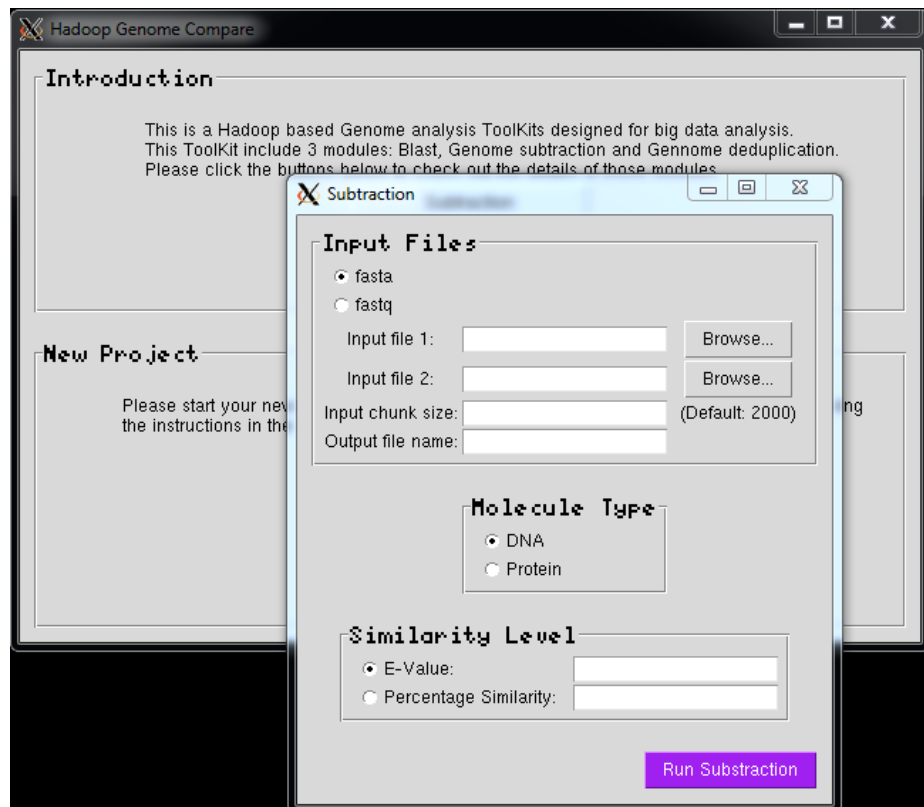 Hadoop Genome Compare
Introduction
This is a Hadoop based Genome analysis ToolKits designed for big data analysis.
This ToolKit include 3 modules: Blast, Genome subtraction and Gennome deduplication.
Please click the buttons below to check out the details of those modules
Subtraction
Subtraction
Input Files
fasta
fastq
Input file 1:
Browse...
Input file 2:
Browse...
Input chunk size:
(Default: 2000)
Output file name:
New Project
Please start your new
ng
the instructions in the
Molecule Type
DNA
Protein
Similarity Level
E-Value:
Percentage Similarity:
Run Substraction